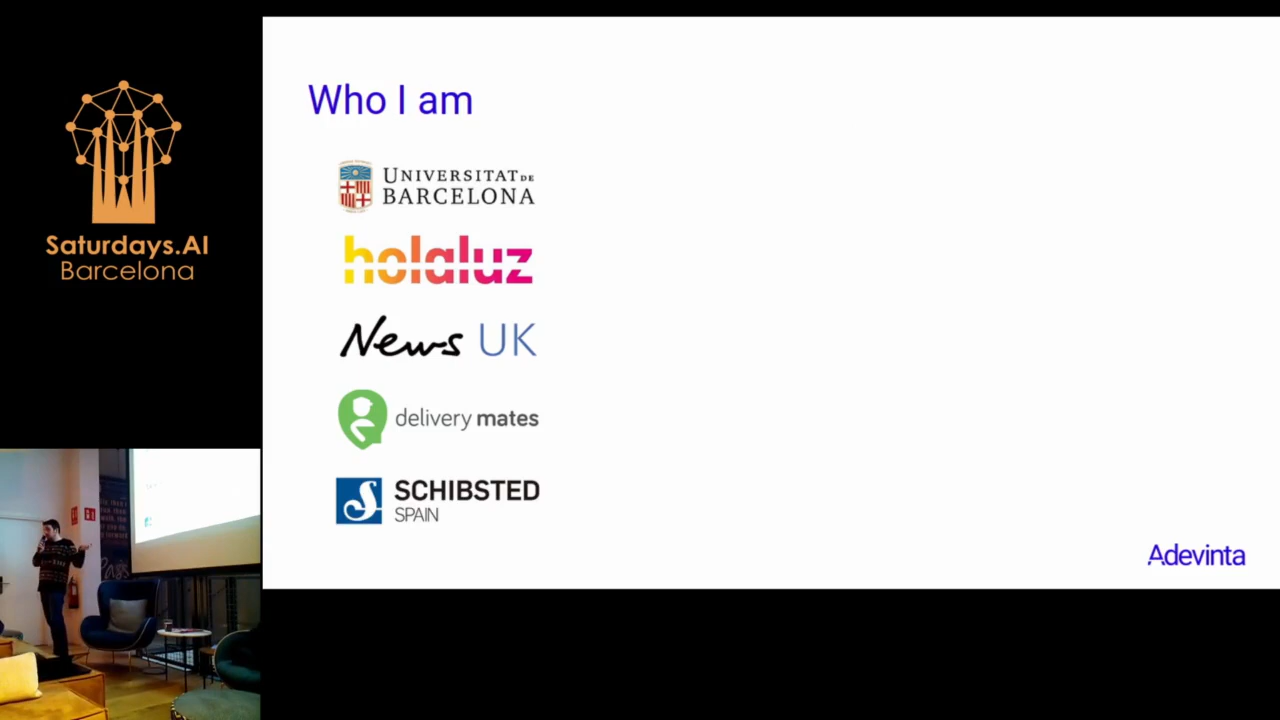 Saturdays.AI
Barcelona
Who I am
UNIVERSITAT DE
BARCELONA
holaluz
News UK
delivery mates
SCHIBSTED
SPAIN
Adevinta